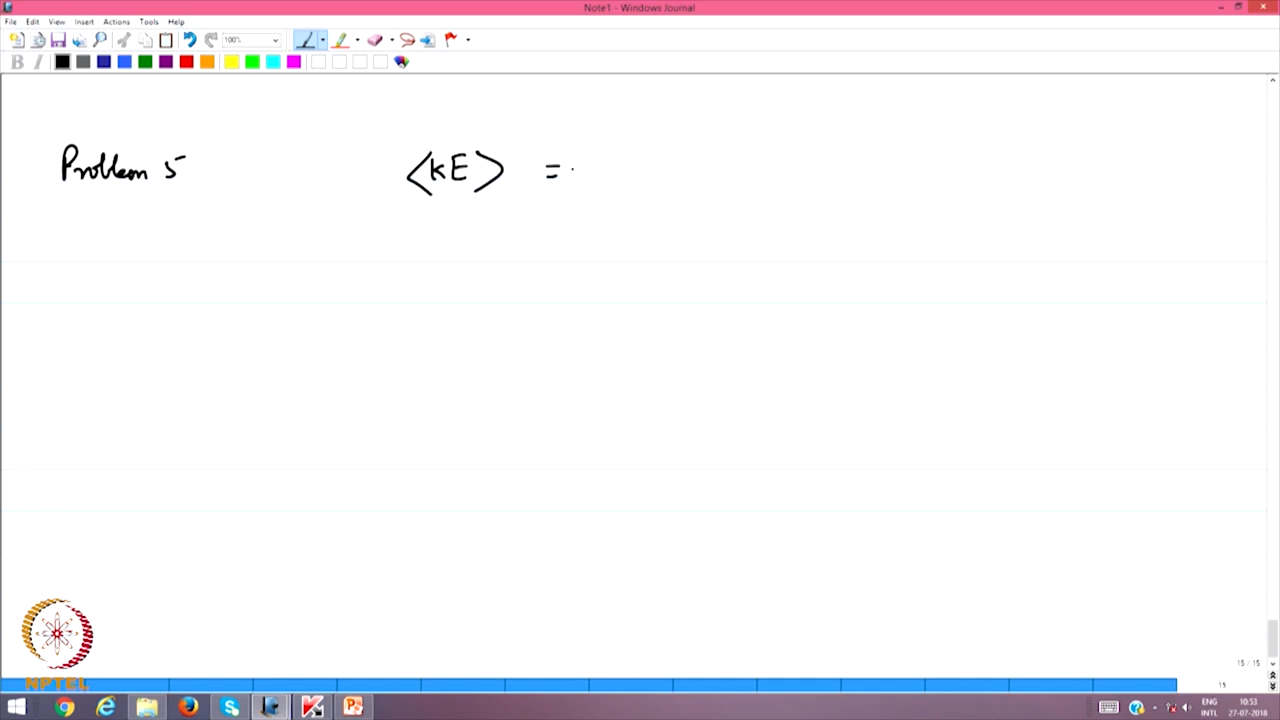 Note1 - Windows Journal
File Edit View Insert Actions Tools Help
100%
B I
Problem 5 <KE> =
15 / 15
15
NPTEL
ENG
INTL
10:53
27-07-2018